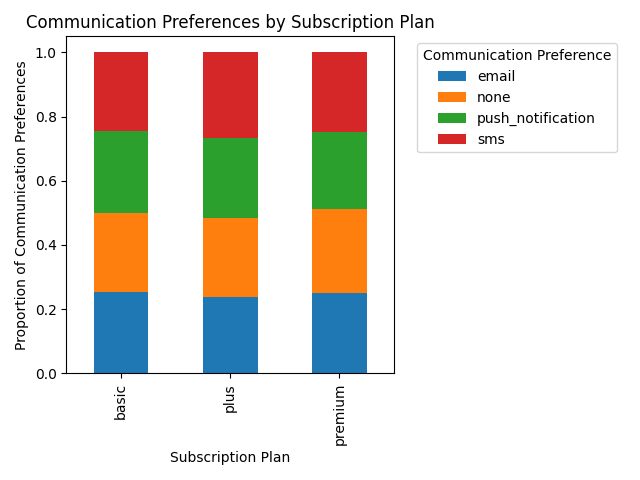 Communication Preferences by Subscription Plan
Proportion of Communication Preferences
1.0
0.8
0.6
0.4
0.2
0.0
basic
plus
premium
Subscription Plan
Communication Preference
email
none
push_notification
sms